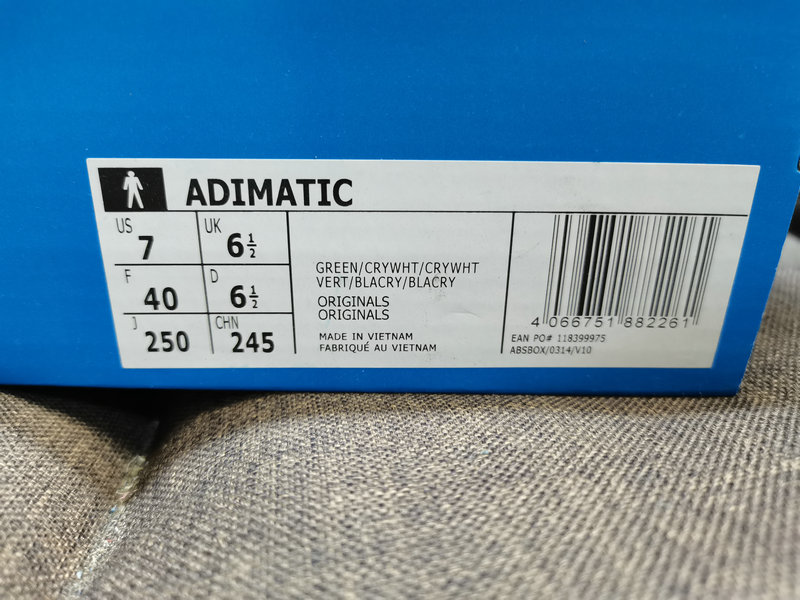 ADIMATIC
US 7 UK 6½
F 40 D 6½
J 250 CHN 245
GREEN/CRYWHT/CRYWHT
VERT/BLACRY/BLACRY
ORIGINALS
ORIGINALS
MADE IN VIETNAM
FABRIQUÉ AU VIETNAM
4 066751 882261
EAN PO# 118399975
ABSBOX/0314/V10